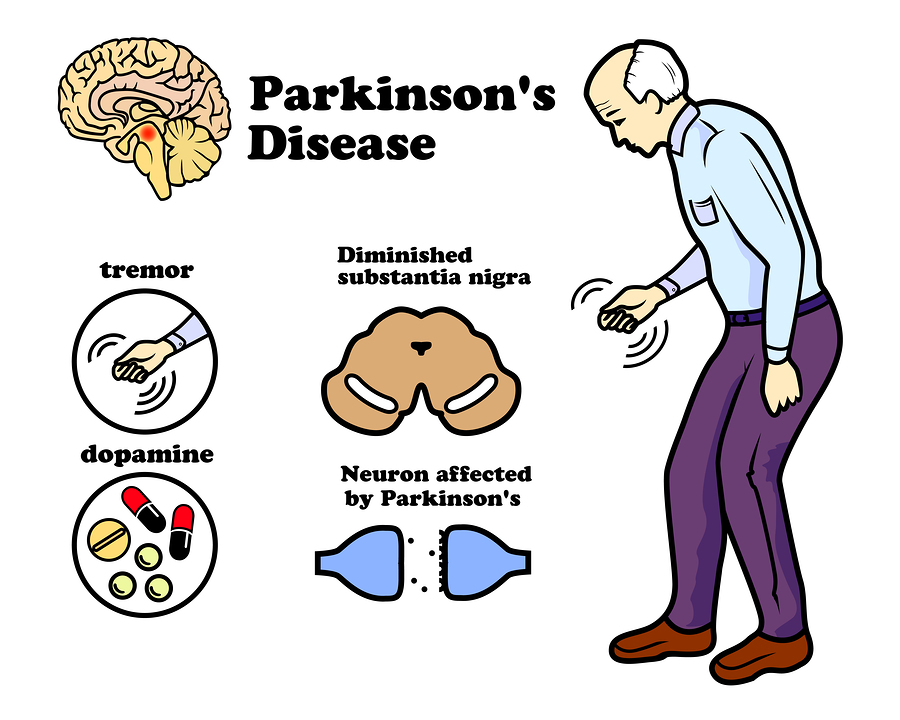 Parkinson's
Disease
tremor
Diminished
substantia nigra
dopamine
Neuron affected
by Parkinson's